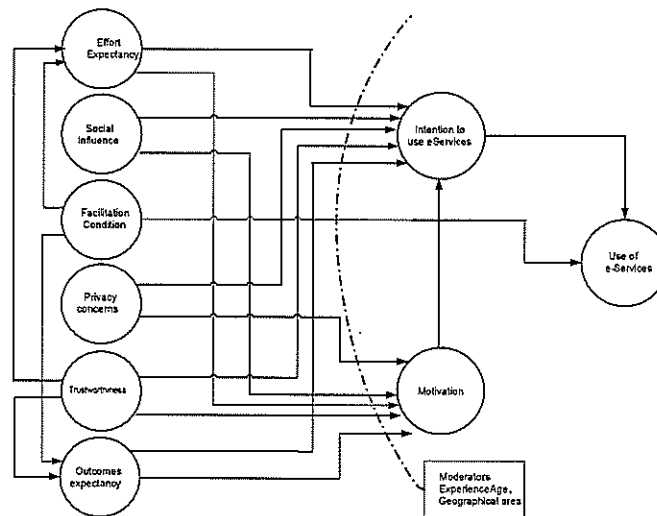 Effort
Expectancy
Social
Influence
Facilitation
Condition
Privacy
concerns
Trustworthness
Outcomes
expectancy
Intention to
use eServices
Motivation
Use of
e-Services
Moderators
ExperienceAge,
Geographical area